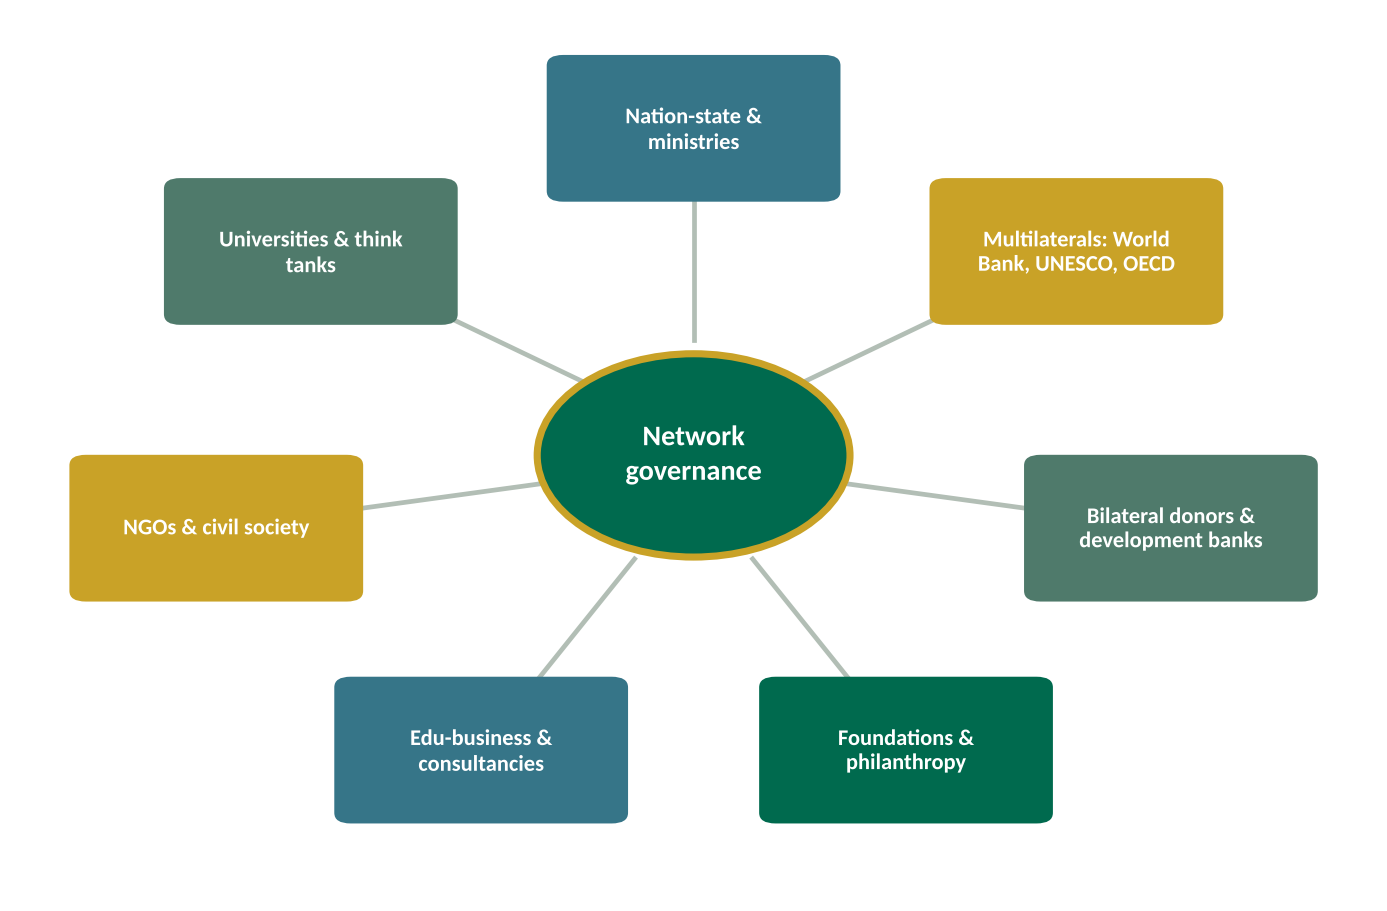 Nation-state &
ministries
Universities & think
tanks
Multilaterals: World
Bank, UNESCO, OECD
Network
governance
NGOs & civil society
Bilateral donors &
development banks
Edu-business &
consultancies
Foundations &
philanthropy